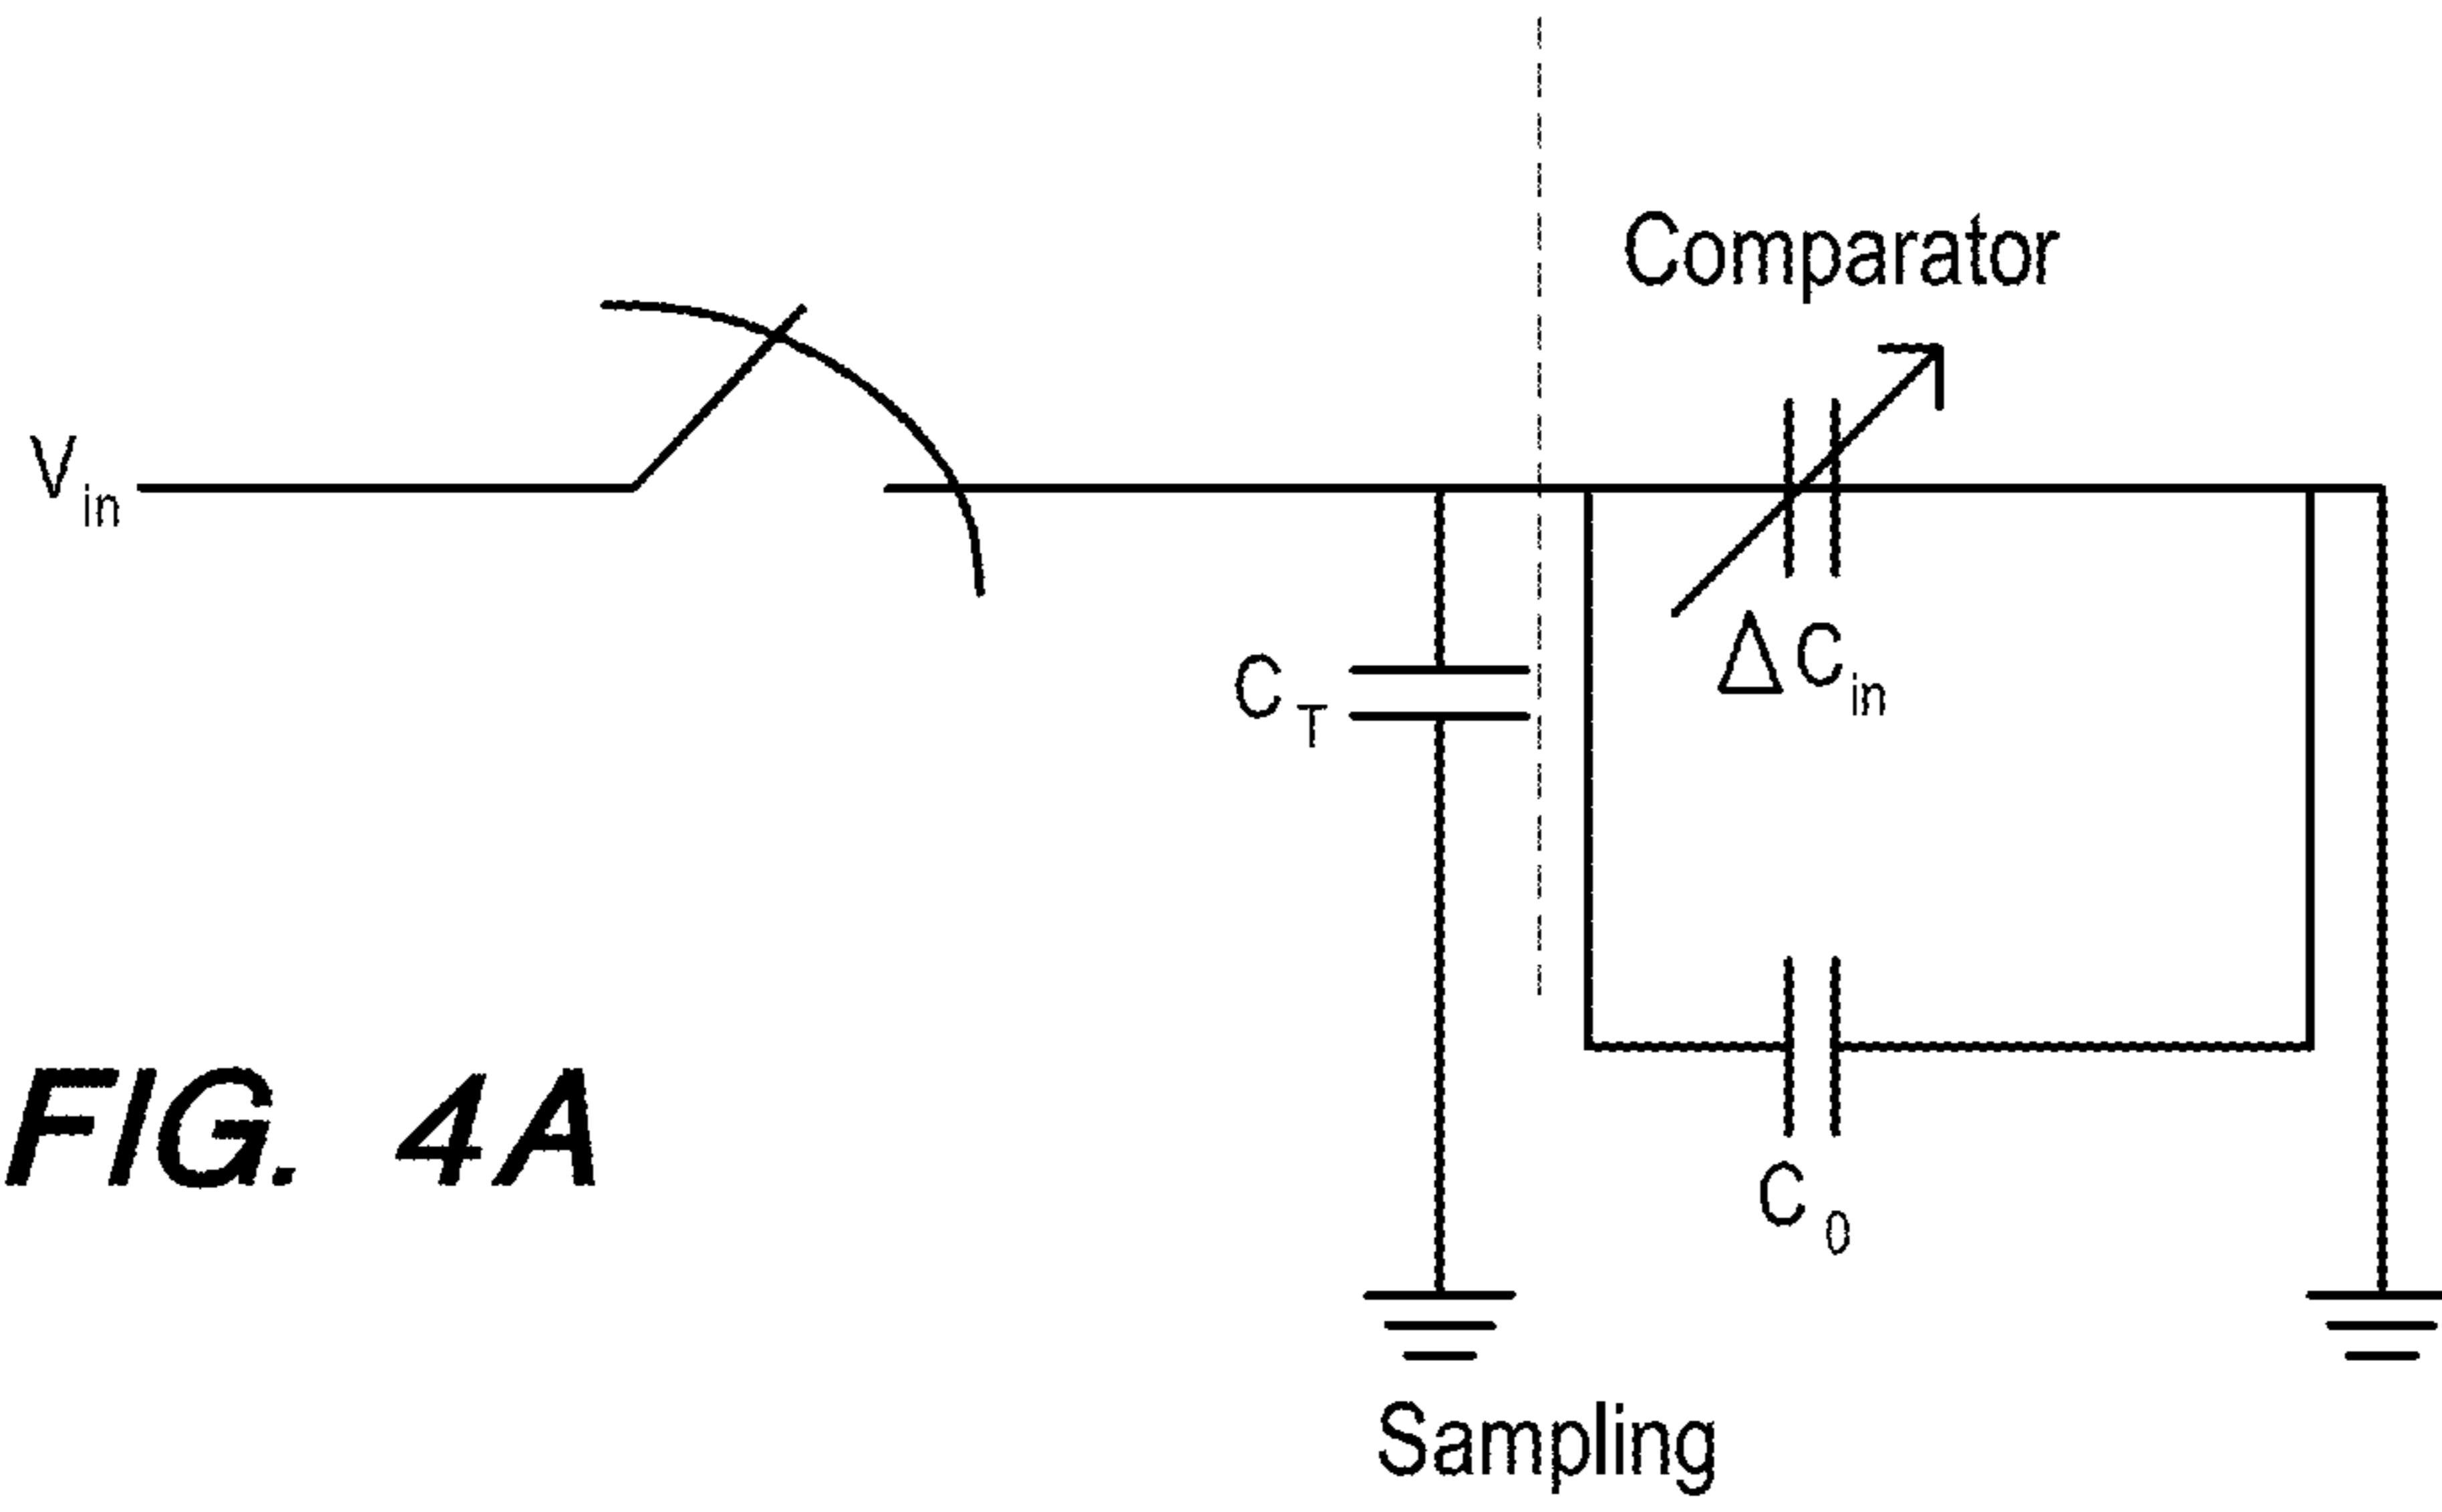 Comparator
Vin
ΔCin
CT
C0
FIG. 4A
Sampling